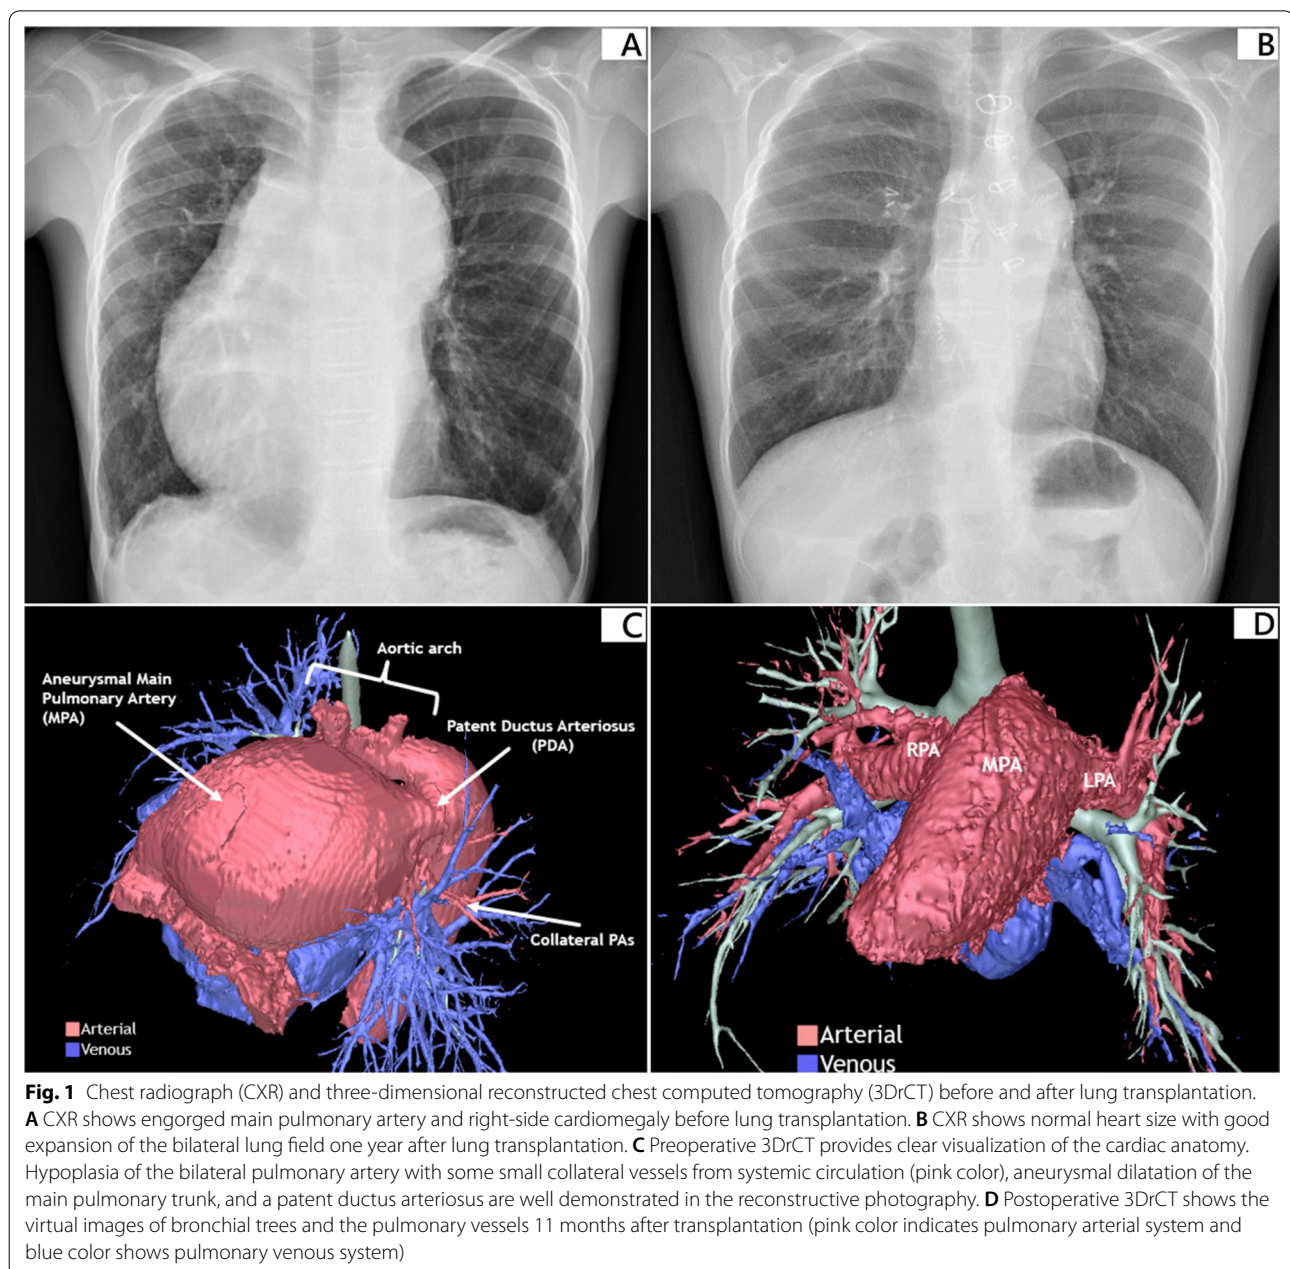 A
B
C
Aortic arch
Aneurysmal Main
Pulmonary Artery
(MPA)
Patent Ductus Arteriosus
(PDA)
Collateral PAs
Arterial
Venous
D
RPA
MPA
LPA
Arterial
Venous
Fig. 1 Chest radiograph (CXR) and three-dimensional reconstructed chest computed tomography (3DrCT) before and after lung transplantation.
A CXR shows engorged main pulmonary artery and right-side cardiomegaly before lung transplantation. B CXR shows normal heart size with good
expansion of the bilateral lung field one year after lung transplantation. C Preoperative 3DrCT provides clear visualization of the cardiac anatomy.
Hypoplasia of the bilateral pulmonary artery with some small collateral vessels from systemic circulation (pink color), aneurysmal dilatation of the
main pulmonary trunk, and a patent ductus arteriosus are well demonstrated in the reconstructive photography. D Postoperative 3DrCT shows the
virtual images of bronchial trees and the pulmonary vessels 11 months after transplantation (pink color indicates pulmonary arterial system and
blue color shows pulmonary venous system)